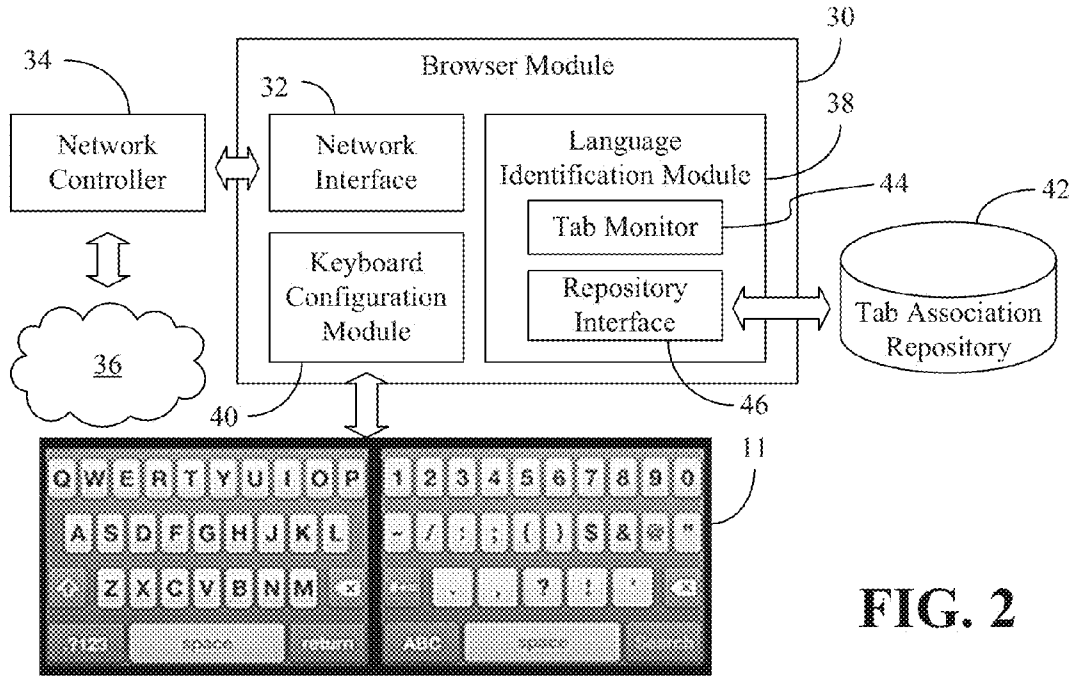 30
Browser Module
34
32
38
Network
Controller
Network
Interface
Language
Identification Module
44
42
Tab Monitor
Keyboard
Configuration
Module
Repository
Interface
Tab Association
Repository
36
40
46
11
Q W E R T Y U I O P
1 2 3 4 5 6 7 8 9 0
A S D F G H J K L
- / : ; ( ) $ & @ "
Z X C V B N M
. , ? ! '
space
return
ABC
space
FIG. 2